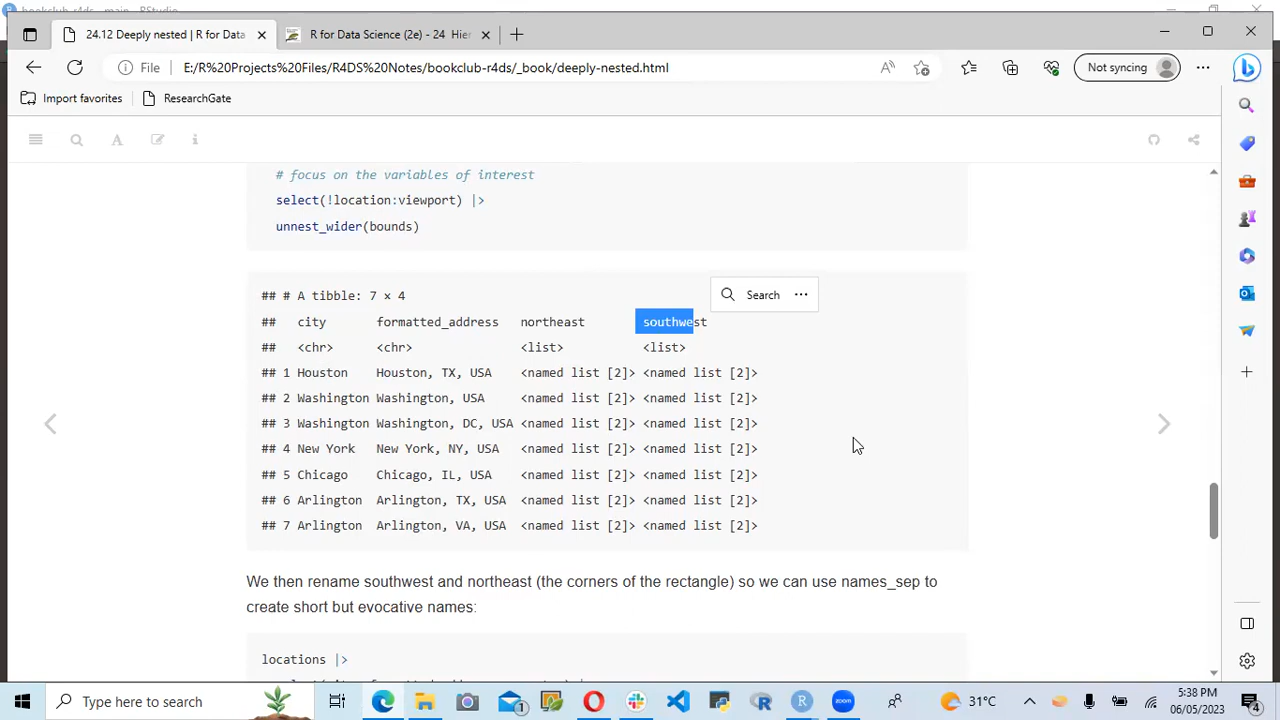 bookclub-r4ds - main - RStudio
24.12 Deeply nested | R for Data
R for Data Science (2e) - 24 Hier
File
E:/R%20Projects%20Files/R4DS%20Notes/bookclub-r4ds/_book/deeply-nested.html
Not syncing
Import favorites
ResearchGate
# focus on the variables of interest
select(!location:viewport) |>
unnest_wider(bounds)
## # A tibble: 7 × 4
Search
## city formatted_address northeast southwest
## <chr> <chr> <list> <list>
## 1 Houston Houston, TX, USA <named list [2]> <named list [2]>
## 2 Washington Washington, USA <named list [2]> <named list [2]>
## 3 Washington Washington, DC, USA <named list [2]> <named list [2]>
## 4 New York New York, NY, USA <named list [2]> <named list [2]>
## 5 Chicago Chicago, IL, USA <named list [2]> <named list [2]>
## 6 Arlington Arlington, TX, USA <named list [2]> <named list [2]>
## 7 Arlington Arlington, VA, USA <named list [2]> <named list [2]>
We then rename southwest and northeast (the corners of the rectangle) so we can use names_sep to
create short but evocative names:
locations |>
Type here to search
31°C
5:38 PM
06/05/2023